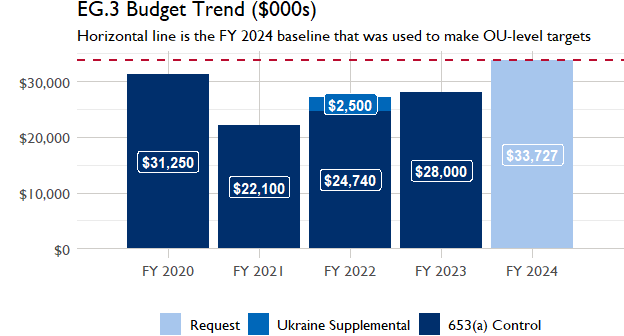 EG.3 Budget Trend ($000s)
Horizontal line is the FY 2024 baseline that was used to make OU-level targets
$30,000
$20,000
$10,000
$0
$31,250
$22,100
$2,500
$24,740
$28,000
$33,727
FY 2020
FY 2021
FY 2022
FY 2023
FY 2024
Request
Ukraine Supplemental
653(a) Control